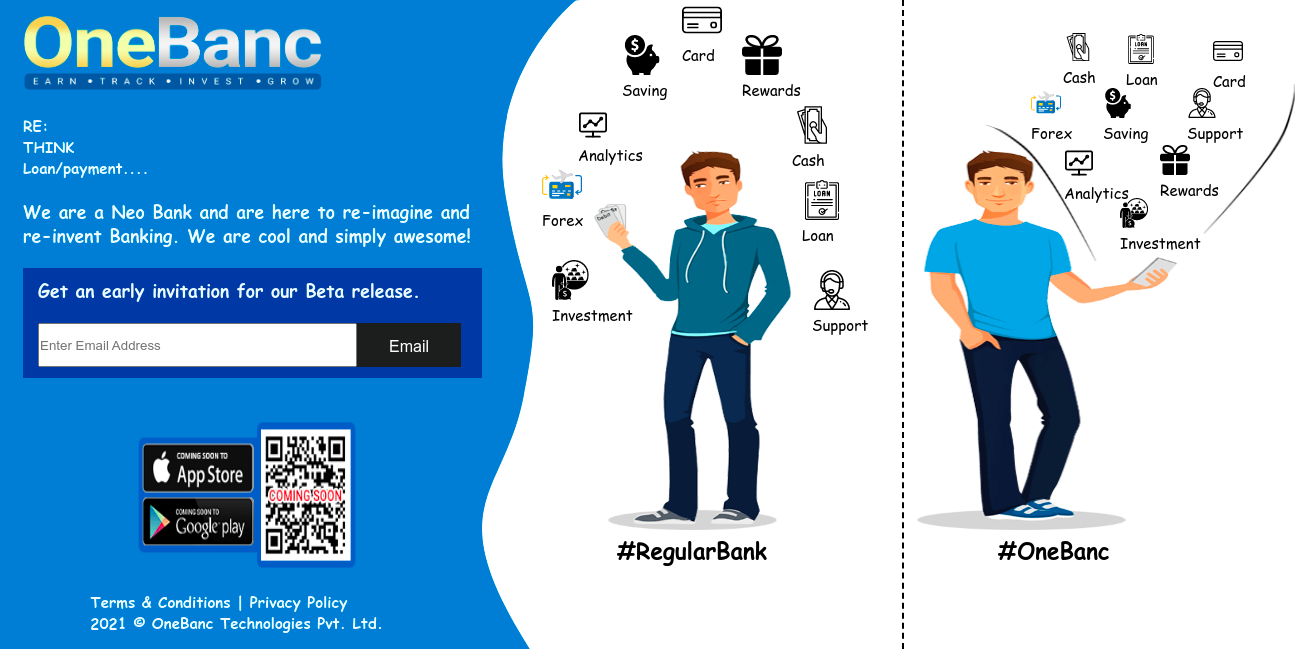 OneBanc
EARN • TRACK • INVEST • GROW
RE:
THINK
Loan/payment....
We are a Neo Bank and are here to re-imagine and
re-invent Banking. We are cool and simply awesome!
Get an early invitation for our Beta release.
Enter Email Address
Email
COMING SOON TO
App Store
COMING SOON TO
Google play
COMING SOON
Terms & Conditions | Privacy Policy
2021 © OneBanc Technologies Pvt. Ltd.
Card
Saving
Rewards
Analytics
Cash
LOAN
Forex
Debit
Loan
Investment
Support
#RegularBank
LOAN
Cash
Loan
Card
Forex
Saving
Support
Analytics
Rewards
Investment
#OneBanc